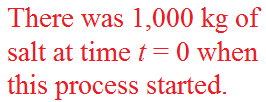 There was 1,000 kg of
salt at time t = 0 when
this process started.